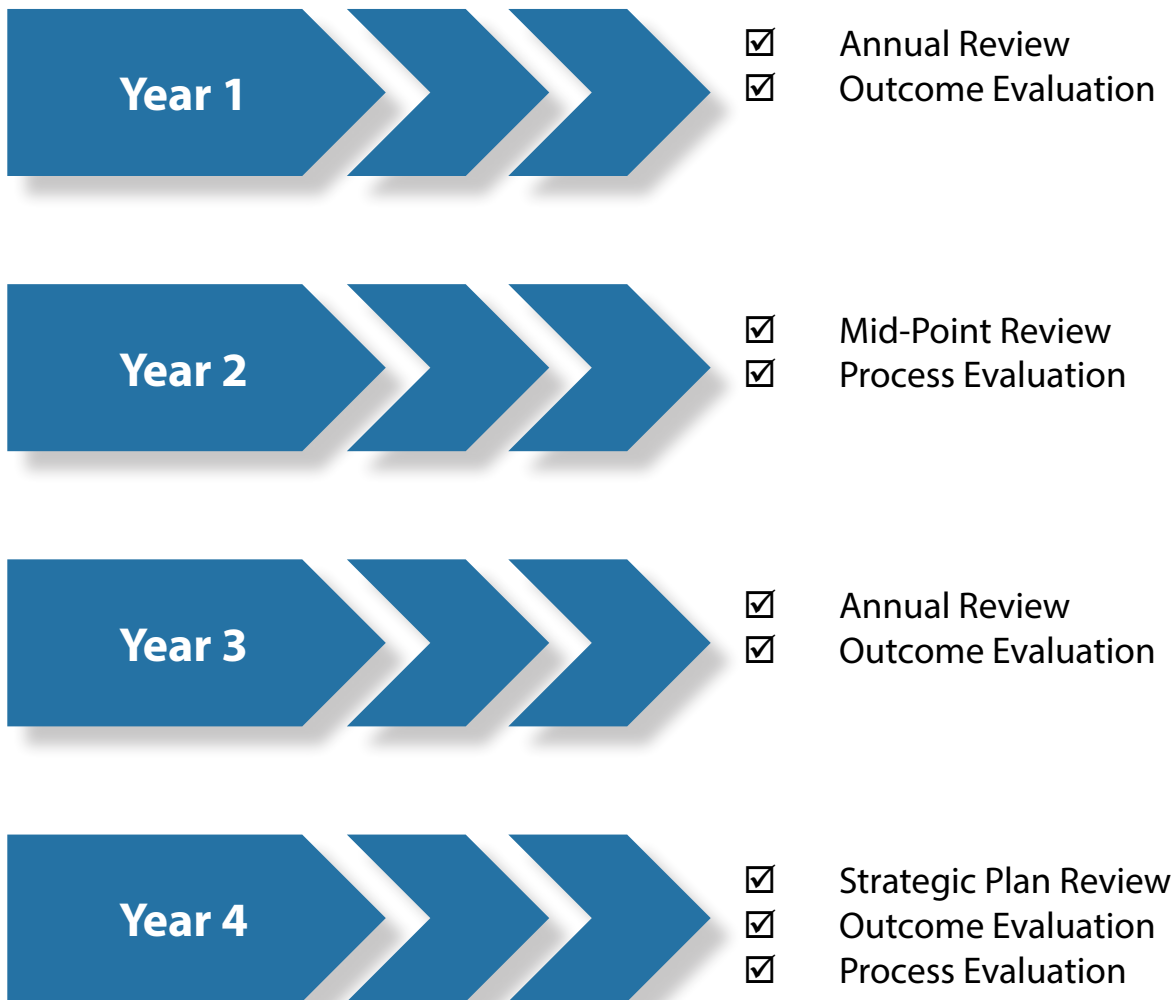 Year 1
☑ Annual Review
☑ Outcome Evaluation
Year 2
☑ Mid-Point Review
☑ Process Evaluation
Year 3
☑ Annual Review
☑ Outcome Evaluation
Year 4
☑ Strategic Plan Review
☑ Outcome Evaluation
☑ Process Evaluation